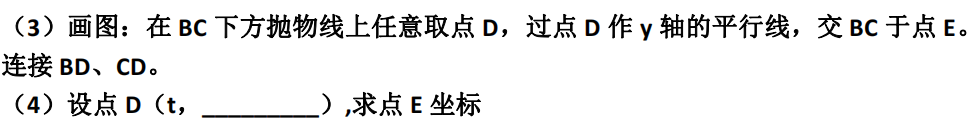 （3）画图：在 BC 下方抛物线上任意取点 D，过点 D 作 y 轴的平行线，交 BC 于点 E。
连接 BD、CD。
（4）设点 D（t，_________）,求点 E 坐标